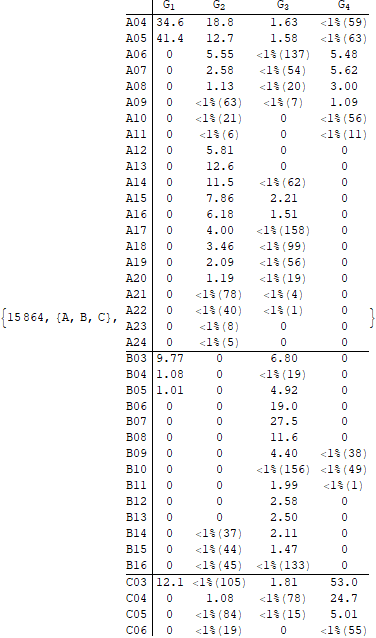 G1 G2 G3 G4
A04 34.6 18.8 1.63 <1%(59)
A05 41.4 12.7 1.58 <1%(63)
A06 0 5.55 <1%(137) 5.48
A07 0 2.58 <1%(54) 5.62
A08 0 1.13 <1%(20) 3.00
A09 0 <1%(63) <1%(7) 1.09
A10 0 <1%(21) 0 <1%(56)
A11 0 <1%(6) 0 <1%(11)
A12 0 5.81 0 0
A13 0 12.6 0 0
A14 0 11.5 <1%(62) 0
A15 0 7.86 2.21 0
A16 0 6.18 1.51 0
A17 0 4.00 <1%(158) 0
A18 0 3.46 <1%(99) 0
A19 0 2.09 <1%(56) 0
A20 0 1.19 <1%(19) 0
A21 0 <1%(78) <1%(4) 0
{15864, {A, B, C}, A22 0 <1%(40) <1%(1) 0 }
A23 0 <1%(8) 0 0
A24 0 <1%(5) 0 0
B03 9.77 0 6.80 0
B04 1.08 0 <1%(19) 0
B05 1.01 0 4.92 0
B06 0 0 19.0 0
B07 0 0 27.5 0
B08 0 0 11.6 0
B09 0 0 4.40 <1%(38)
B10 0 0 <1%(156) <1%(49)
B11 0 0 1.99 <1%(1)
B12 0 0 2.58 0
B13 0 0 2.50 0
B14 0 <1%(37) 2.11 0
B15 0 <1%(44) 1.47 0
B16 0 <1%(45) <1%(133) 0
C03 12.1 <1%(105) 1.81 53.0
C04 0 1.08 <1%(78) 24.7
C05 0 <1%(84) <1%(15) 5.01
C06 0 <1%(19) 0 <1%(55)